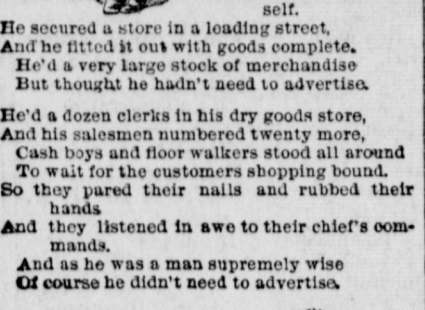 self.
He secured a store in a leading street,
And he fitted it out with goods complete.
He'd a very large stock of merchandise
But thought he hadn't need to advertise.
He'd a dozen clerks in his dry goods store,
And his salesmen numbered twenty more,
Cash boys and floor walkers stood all around
To wait for the customers shopping bound.
So they pared their nails and rubbed their
hands
And they listened in awe to their chief's com-
mands.
And as he was a man supremely wise
Of course he didn't need to advertise.